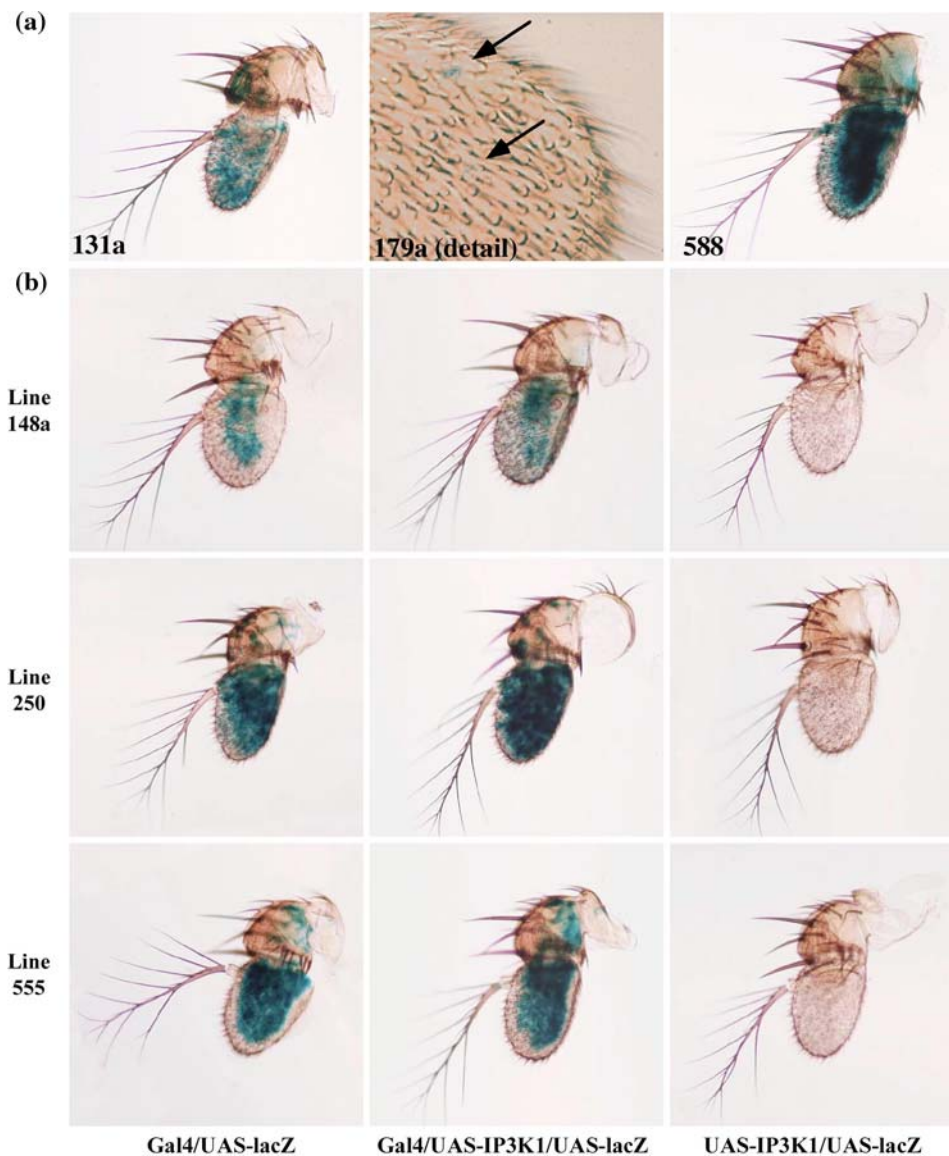 (a)
131a
179a (detail)
588
(b)
Line
148a
Line
250
Line
555
Gal4/UAS-lacZ
Gal4/UAS-IP3K1/UAS-lacZ
UAS-IP3K1/UAS-lacZ